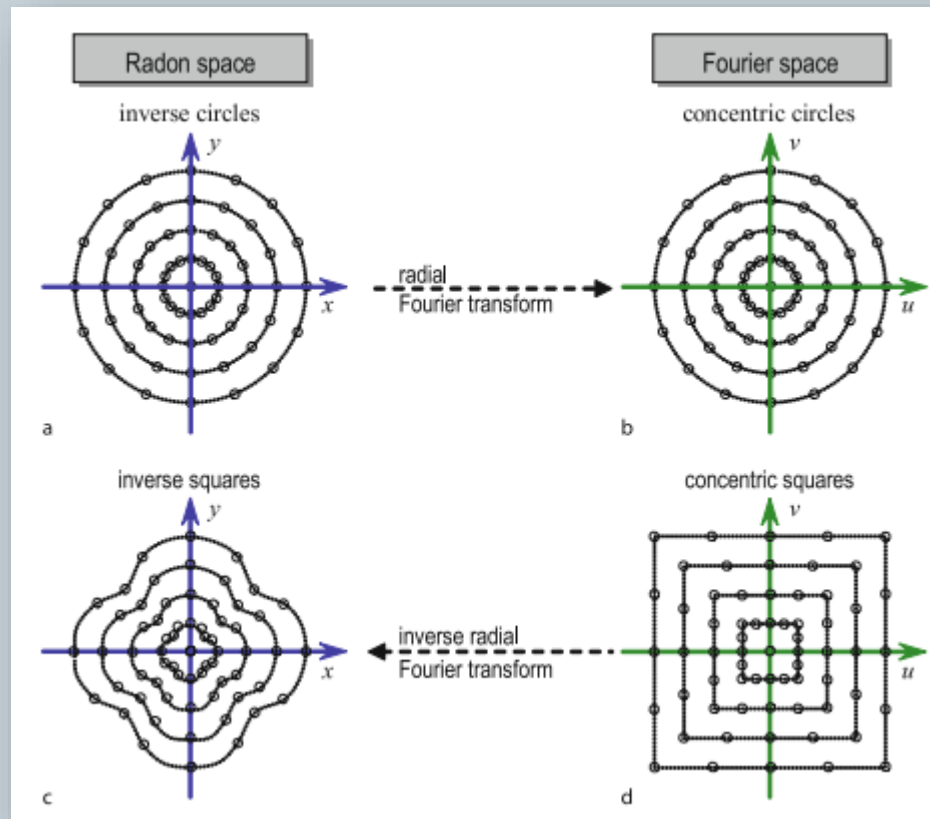 Radon space
Fourier space
inverse circles
concentric circles
y
v
radial
Fourier transform
x
u
a
b
inverse squares
concentric squares
y
v
inverse radial
Fourier transform
x
u
c
d